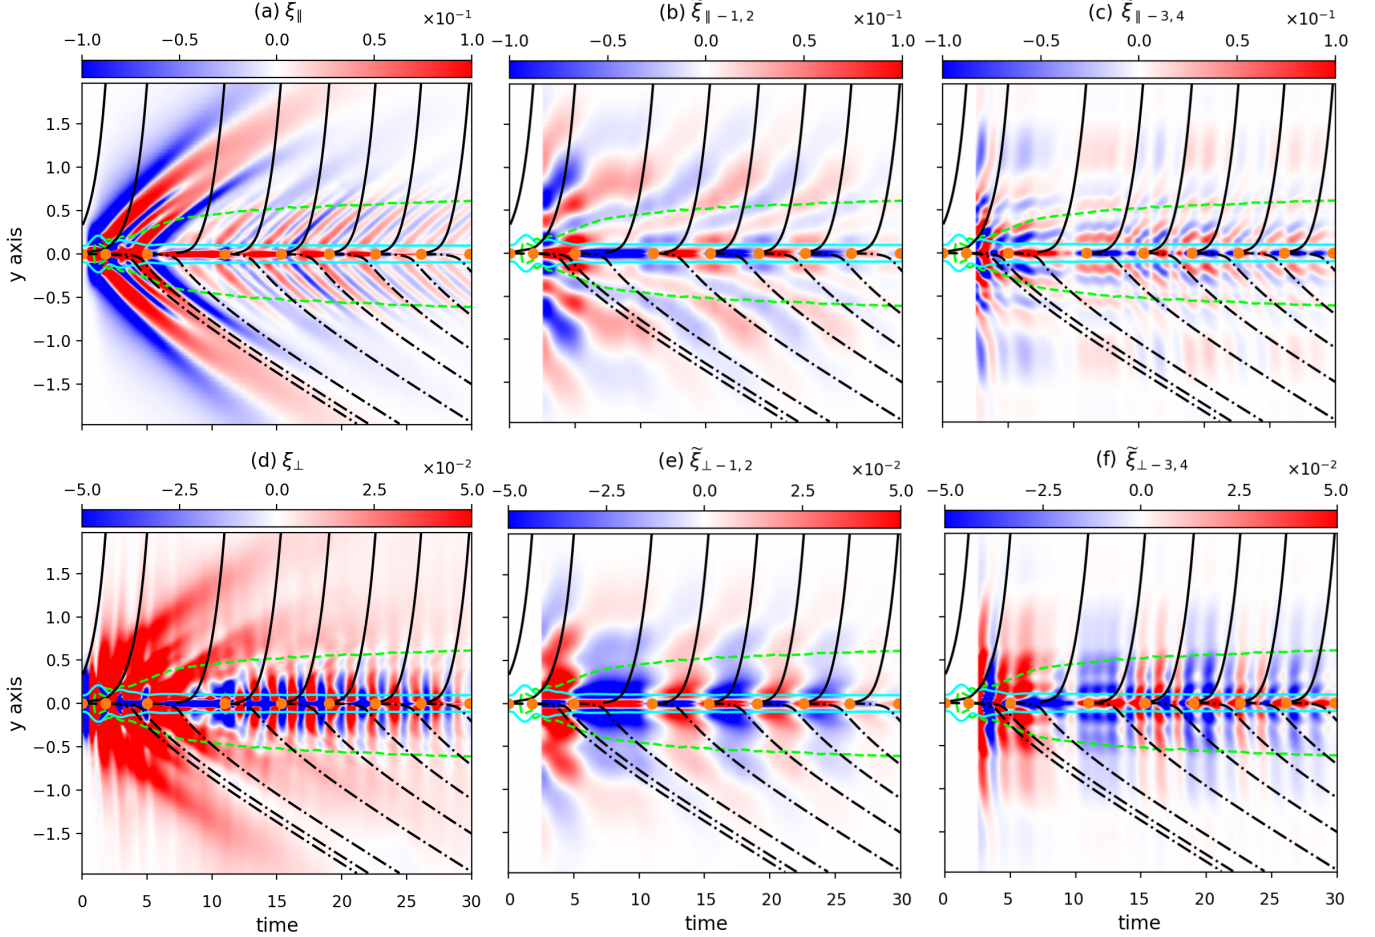 (a) ξ∥
×10⁻¹
−1.0 −0.5 0.0 0.5 1.0
(b) ξ̃∥−1,2
×10⁻¹
−1.0 −0.5 0.0 0.5 1.0
(c) ξ̃∥−3,4
×10⁻¹
−1.0 −0.5 0.0 0.5 1.0
y axis
1.5
1.0
0.5
0.0
−0.5
−1.0
−1.5
(d) ξ⊥
×10⁻²
−5.0 −2.5 0.0 2.5 5.0
(e) ξ̃⊥−1,2
×10⁻²
−5.0 −2.5 0.0 2.5 5.0
(f) ξ̃⊥−3,4
×10⁻²
−5.0 −2.5 0.0 2.5 5.0
y axis
1.5
1.0
0.5
0.0
−0.5
−1.0
−1.5
0 5 10 15 20 25 30
time
0 5 10 15 20 25 30
time
0 5 10 15 20 25 30
time